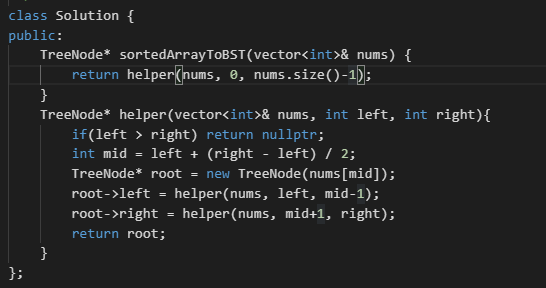 class Solution {
public:
    TreeNode* sortedArrayToBST(vector<int>& nums) {
        return helper(nums, 0, nums.size()-1);
    }
    TreeNode* helper(vector<int>& nums, int left, int right){
        if(left > right) return nullptr;
        int mid = left + (right - left) / 2;
        TreeNode* root = new TreeNode(nums[mid]);
        root->left = helper(nums, left, mid-1);
        root->right = helper(nums, mid+1, right);
        return root;
    }
};